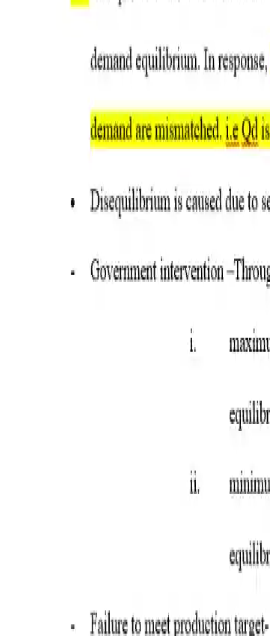 demand equilibrium. In response,
demand are mismatched. i.e Qd is
• Disequilibrium is caused due to se
- Government intervention –Throug
i. maximu
equilibr
ii. minimu
equilibr
- Failure to meet production target-